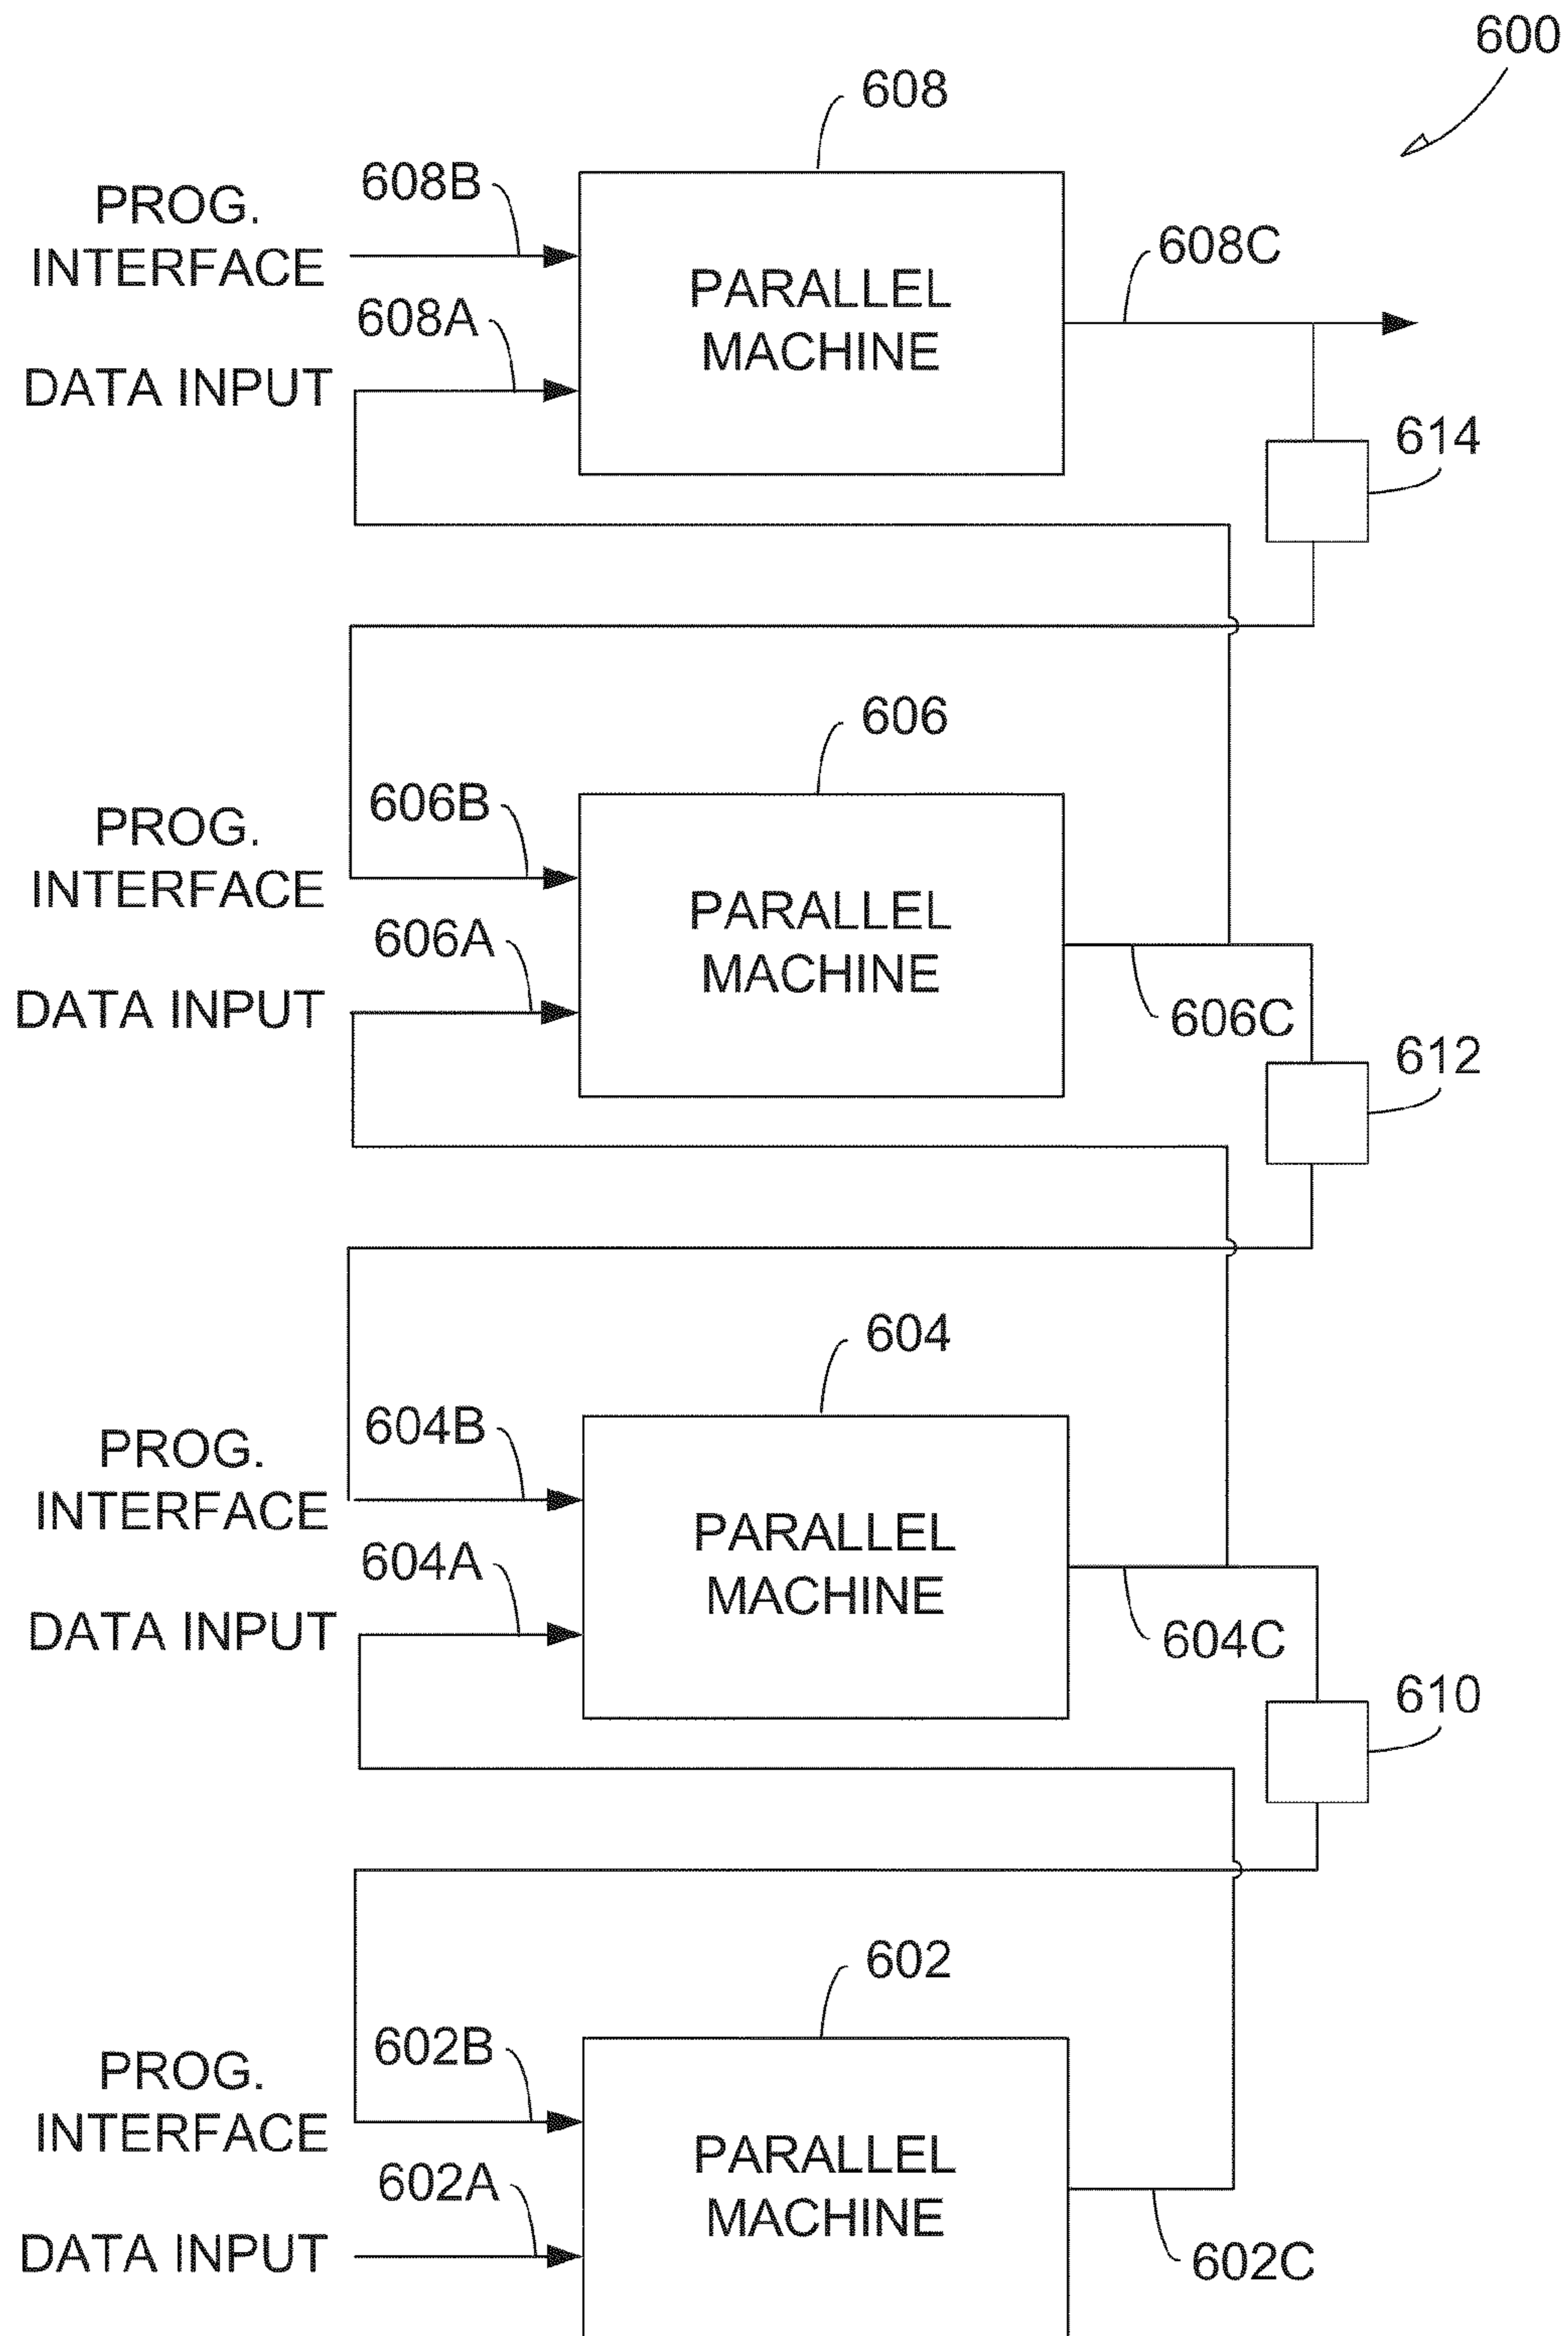 600
608
608B
PROG.
INTERFACE
608C
PARALLEL
MACHINE
608A
DATA INPUT
614
606
606B
PROG.
INTERFACE
PARALLEL
MACHINE
606A
DATA INPUT
606C
612
604
604B
PROG.
INTERFACE
PARALLEL
MACHINE
604A
DATA INPUT
604C
610
602
602B
PROG.
INTERFACE
PARALLEL
MACHINE
602A
DATA INPUT
602C